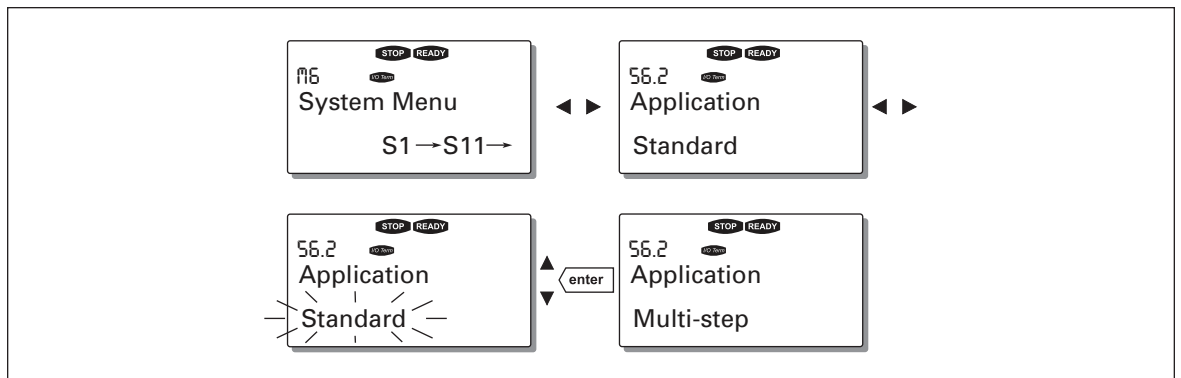 STOP READY
M6 I/O Term
System Menu
S1→S11→
STOP READY
S6.2 I/O Term
Application
Standard
STOP READY
S6.2 I/O Term
Application
Standard
enter
STOP READY
S6.2 I/O Term
Application
Multi-step